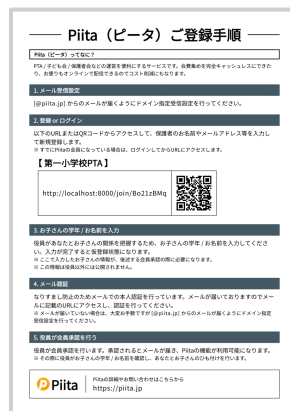 Piita（ピータ）ご登録手順
Piita（ピータ）ってなに？
PTA / 子ども会 / 保護者会などの運営を便利にするサービスです。会費集めを完全キャッシュレスにできた
り、お便りもオンラインで配信できるのでコスト削減にもなります。
1. メール受信設定
[@piita.jp] からのメールが届くようにドメイン指定受信設定を行ってください。
2. 登録 or ログイン
以下のURLまたはQRコードからアクセスして、保護者のお名前やメールアドレス等を入力し
て新規登録します。
※ すでにPiitaの会員になっている場合は、ログインしてからURLにアクセスします。
【 第一小学校PTA 】
http://localhost:8000/join/Bo21zBMq
3. お子さんの学年 / お名前を入力
役員があなたとお子さんの関係を把握するため、お子さんの学年 / お名前を入力してくださ
い。入力が完了すると仮登録状態になります。
※ ここで入力したお子さんの情報が、後述する会員承認の際に必要になります。
※ この情報は役員以外には公開されません。
4. メール認証
なりすまし防止のためメールでの本人認証を行っています。メールが届いておりますのでメー
ルに記載のURLにアクセスし、認証を行ってください。
※ メールが届いていない場合は、大変お手数ですが [@piita.jp] からのメールが届くようにドメイン指定
受信設定を行ってください。
5. 役員が会員承認を行う
役員が会員承認を行います。承認されるとメールが届き、Piitaの機能が利用可能になります。
※ その際に役員がお子さんの学年 / お名前を確認し、あなたとお子さんのひも付けを行います。
Piita
Piitaの詳細やお問い合わせはこちらから
https://piita.jp